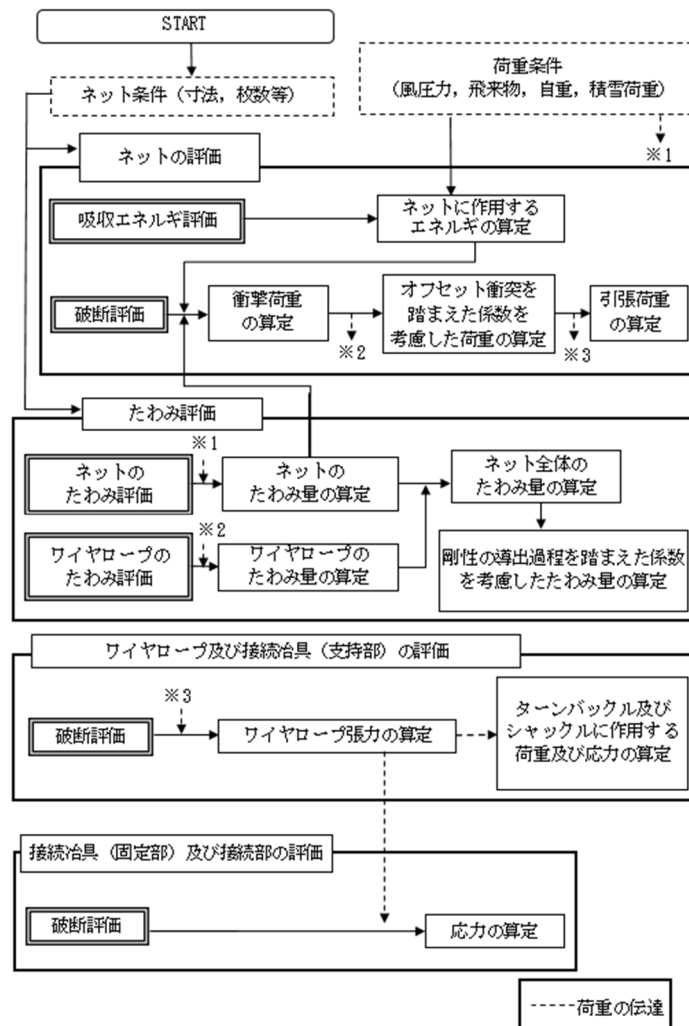 START
荷重条件
(風圧力，飛来物，自重，積雪荷重)
ネット条件（寸法，枚数等）
※1
ネットの評価
吸収エネルギ評価
ネットに作用する
エネルギの算定
破断評価
衝撃荷重
の算定
※2
オフセット衝突を
踏まえた係数を
考慮した荷重の算定
※3
引張荷重
の算定
たわみ評価
※1
ネットの
たわみ評価
ネットの
たわみ量の算定
ネット全体の
たわみ量の算定
※2
ワイヤロープの
たわみ評価
ワイヤロープの
たわみ量の算定
剛性の導出過程を踏まえた係数
を考慮したたわみ量の算定
ワイヤロープ及び接続冶具（支持部）の評価
※3
破断評価
ワイヤロープ張力の算定
ターンバックル及び
シャックルに作用する
荷重及び応力の算定
接続冶具（固定部）及び接続部の評価
破断評価
応力の算定
荷重の伝達